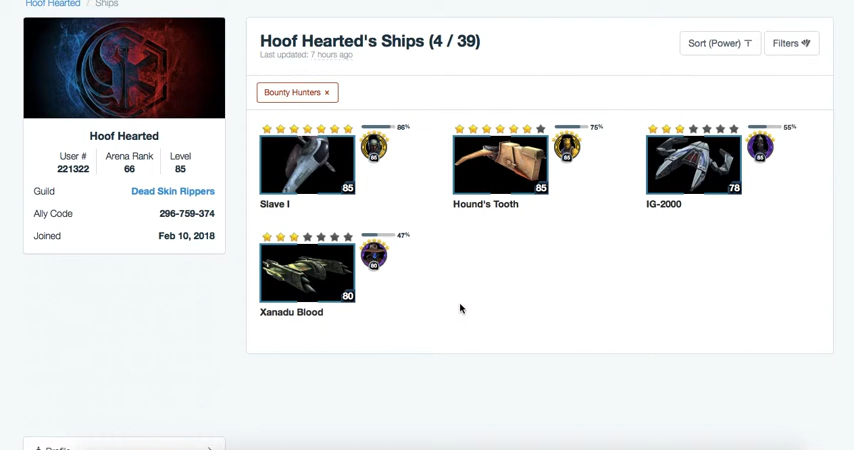 Hoof Hearted / Ships
Hoof Hearted
User # Arena Rank Level
221322 66 85
Guild Dead Skin Rippers
Ally Code 296-759-374
Joined Feb 10, 2018
Hoof Hearted's Ships (4 / 39)
Last updated: 7 hours ago
Sort (Power)
Filters
Bounty Hunters ×
86% 75% 55%
85 85 85
85 85 78
Slave I Hound's Tooth IG-2000
47%
80
80
Xanadu Blood
Profile